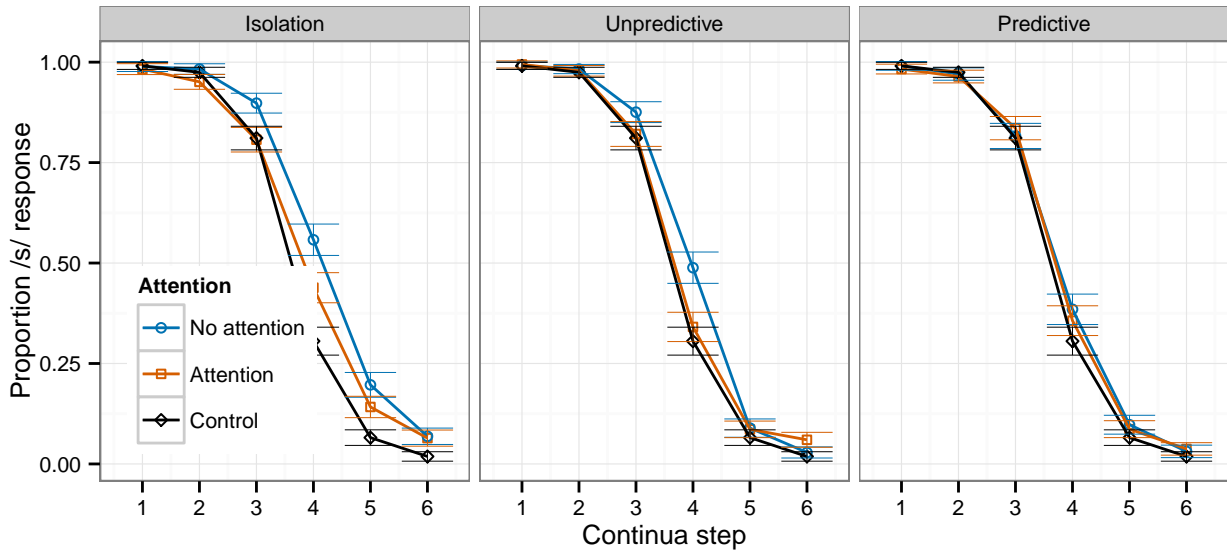 Isolation Unpredictive Predictive
Proportion /s/ response
1.00
0.75
0.50
0.25
0.00
Attention
No attention
Attention
Control
1 2 3 4 5 6 1 2 3 4 5 6 1 2 3 4 5 6
Continua step